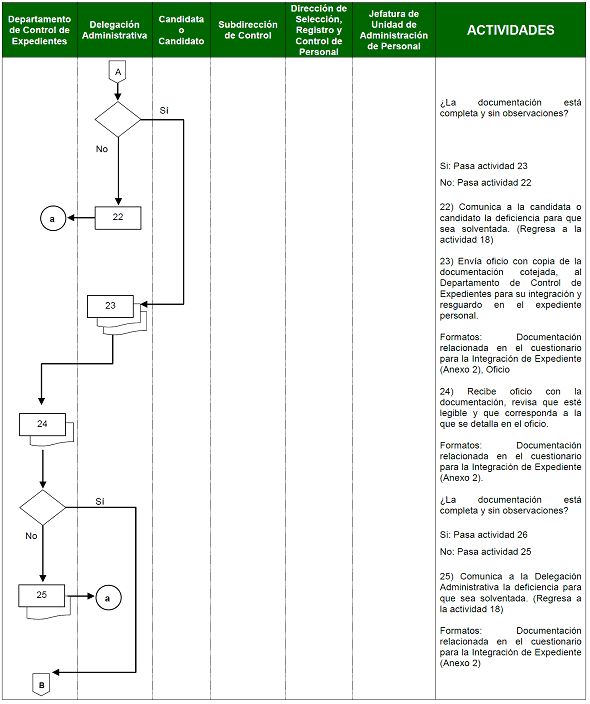 Departamento
de Control de
Expedientes
Delegación
Administrativa
Candidata
o
Candidato
Subdirección
de Control
Dirección de
Selección,
Registro y
Control de
Personal
Jefatura de
Unidad de
Administración
de Personal
ACTIVIDADES
A
Sí
No
22
a
23
24
Sí
No
25
a
B
¿La documentación está
completa y sin observaciones?
Si: Pasa actividad 23
No: Pasa actividad 22
22) Comunica a la candidata o
candidato la deficiencia para que
sea solventada. (Regresa a la
actividad 18)
23) Envía oficio con copia de la
documentación cotejada, al
Departamento de Control de
Expedientes para su integración y
resguardo en el expediente
personal.
Formatos: Documentación
relacionada en el cuestionario
para la Integración de Expediente
(Anexo 2), Oficio
24) Recibe oficio con la
documentación, revisa que esté
legible y que corresponda a la
que se detalla en el oficio.
Formatos: Documentación
relacionada en el cuestionario
para la Integración de Expediente
(Anexo 2).
¿La documentación está
completa y sin observaciones?
Si: Pasa actividad 26
No: Pasa actividad 25
25) Comunica a la Delegación
Administrativa la deficiencia para
que sea solventada. (Regresa a
la actividad 18)
Formatos: Documentación
relacionada en el cuestionario
para la Integración de Expediente
(Anexo 2)